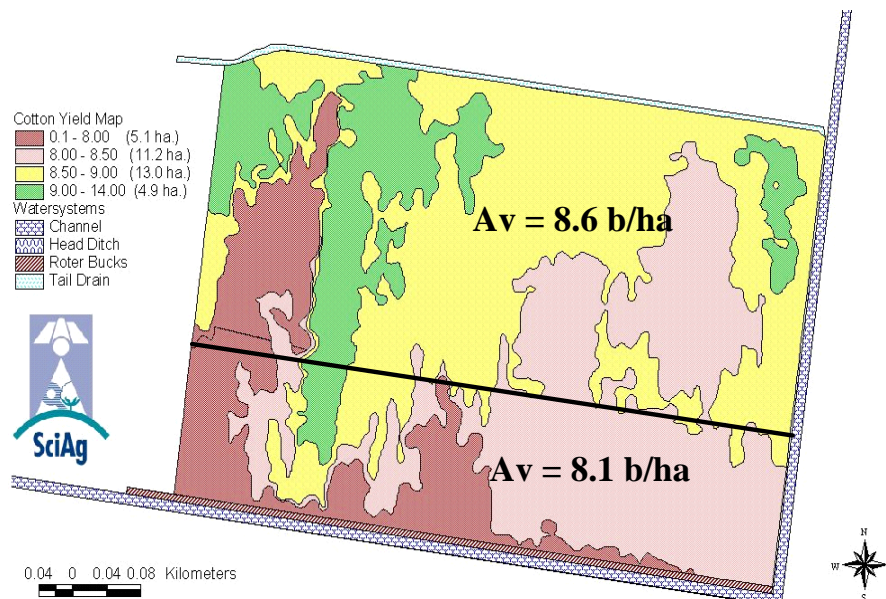 Cotton Yield Map
0.1 - 8.00 (5.1 ha.)
8.00 - 8.50 (11.2 ha.)
8.50 - 9.00 (13.0 ha.)
9.00 - 14.00 (4.9 ha.)
Watersystems
Channel
Head Ditch
Roter Bucks
Tail Drain
SciAg
Av = 8.6 b/ha
Av = 8.1 b/ha
0.04 0 0.04 0.08 Kilometers
N
W E
S